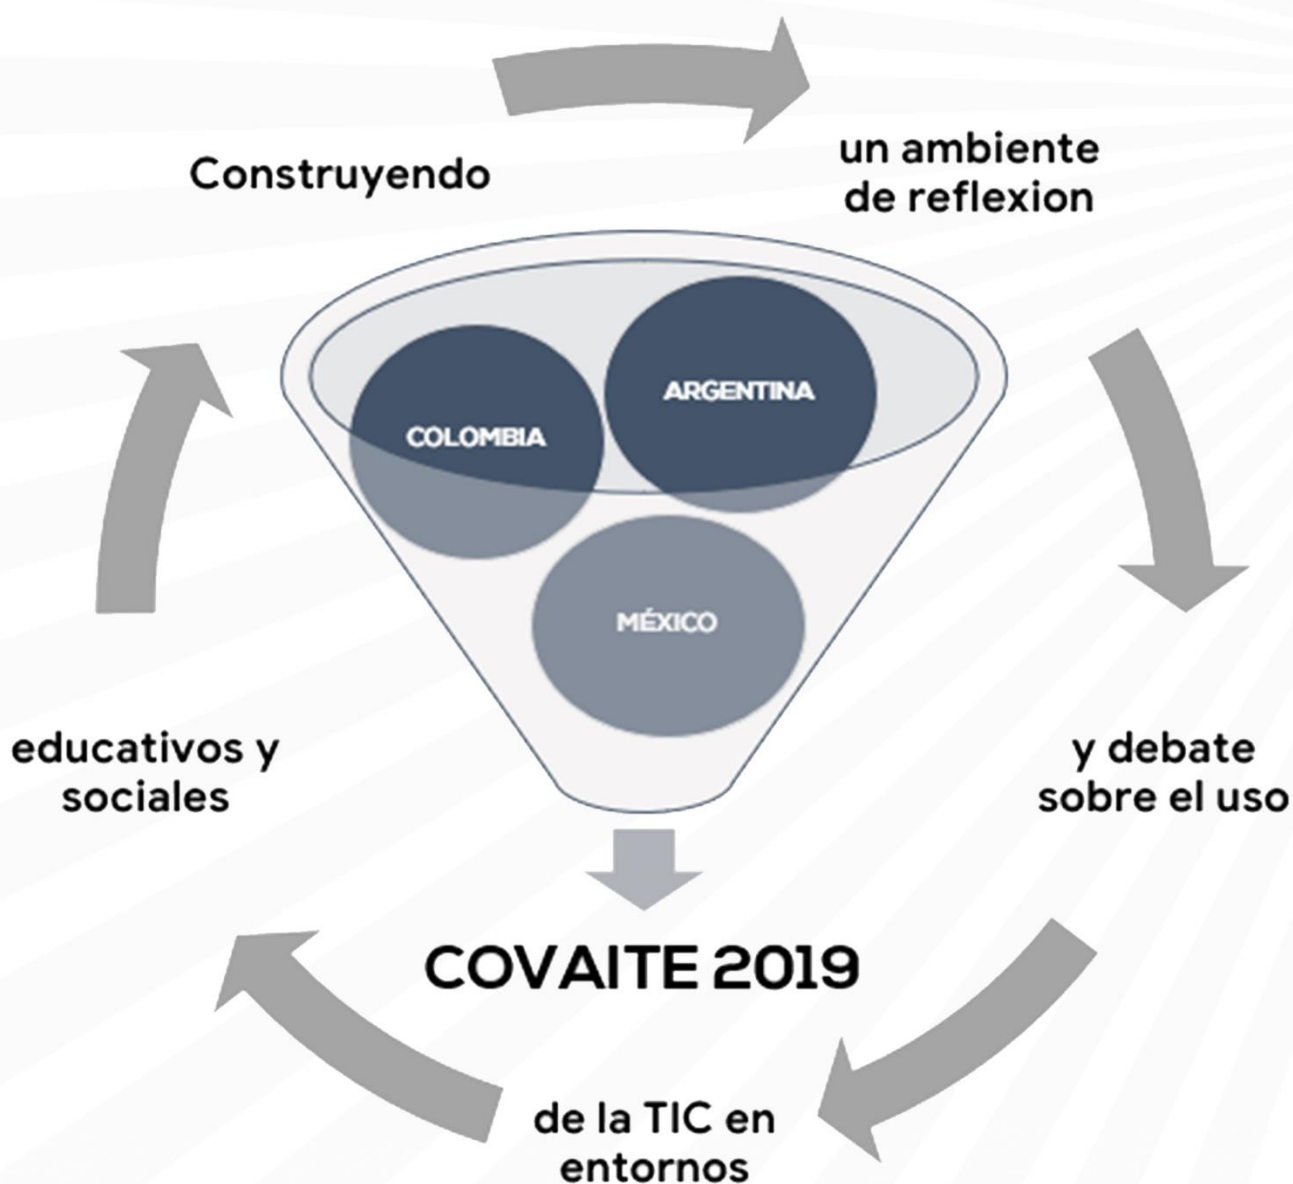 Construyendo
un ambiente
de reflexion
y debate
sobre el uso
de la TIC en
entornos
educativos y
sociales
ARGENTINA
COLOMBIA
MÉXICO
COVAITE 2019